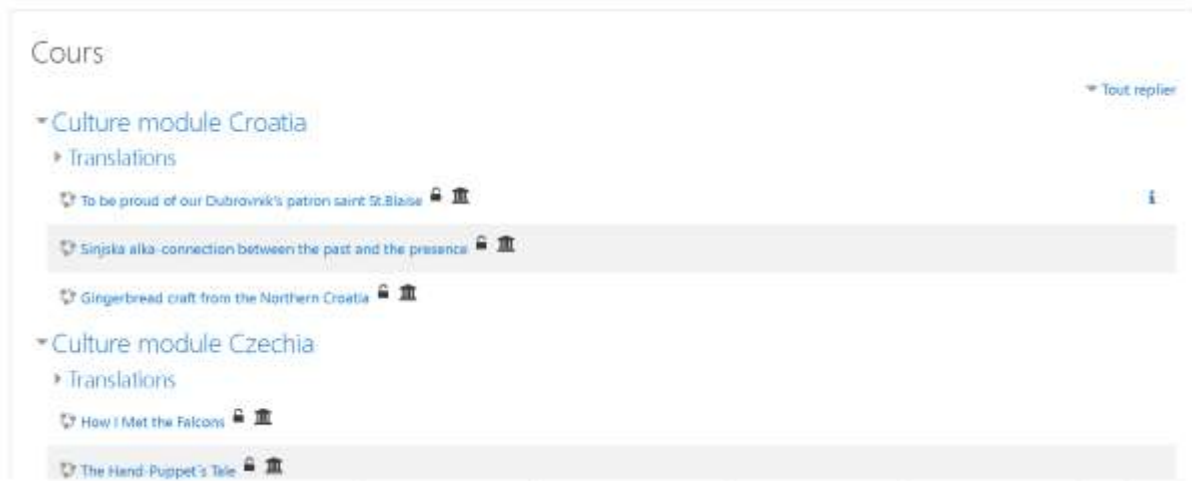 Cours
Tout replier
Culture module Croatia
Translations
To be proud of our Dubrovnik's patron saint St.Blaise
Sinjska alka-connection between the past and the presence
Gingerbread craft from the Northern Croatia
Culture module Czechia
Translations
How I Met the Falcons
The Hand-Puppet's Tale